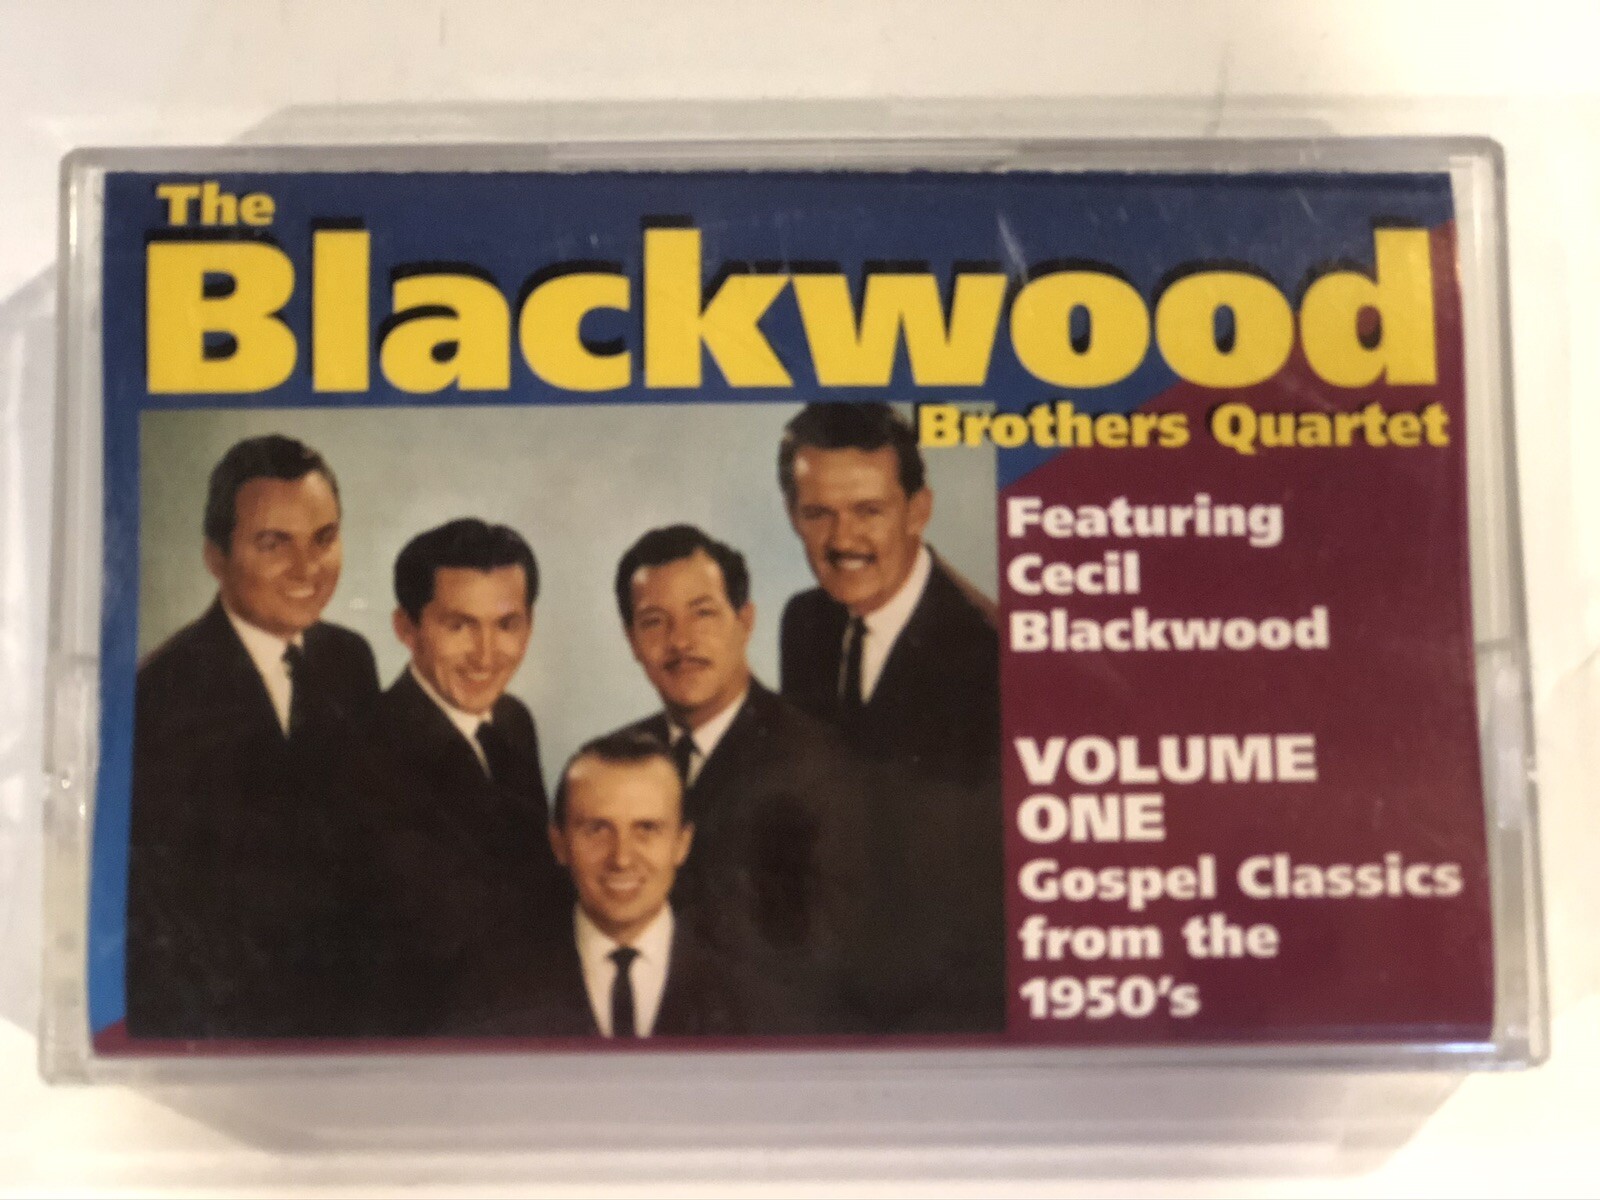 The
Blackwood
Brothers Quartet
Featuring
Cecil
Blackwood
VOLUME
ONE
Gospel Classics
from the
1950's